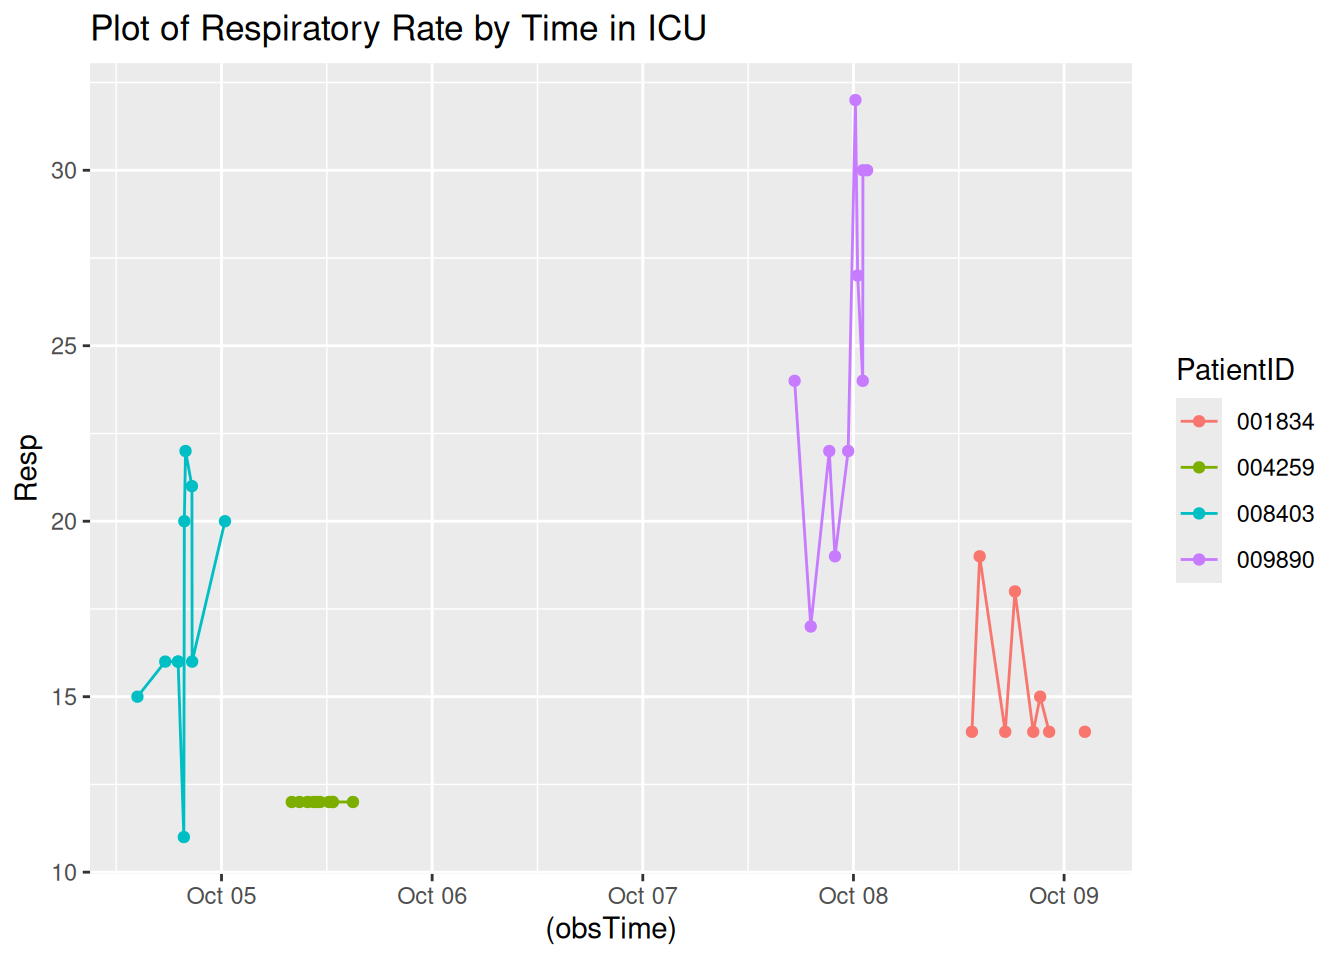 Plot of Respiratory Rate by Time in ICU
Resp
30
25
20
15
10
Oct 05
Oct 06
Oct 07
Oct 08
Oct 09
(obsTime)
PatientID
001834
004259
008403
009890